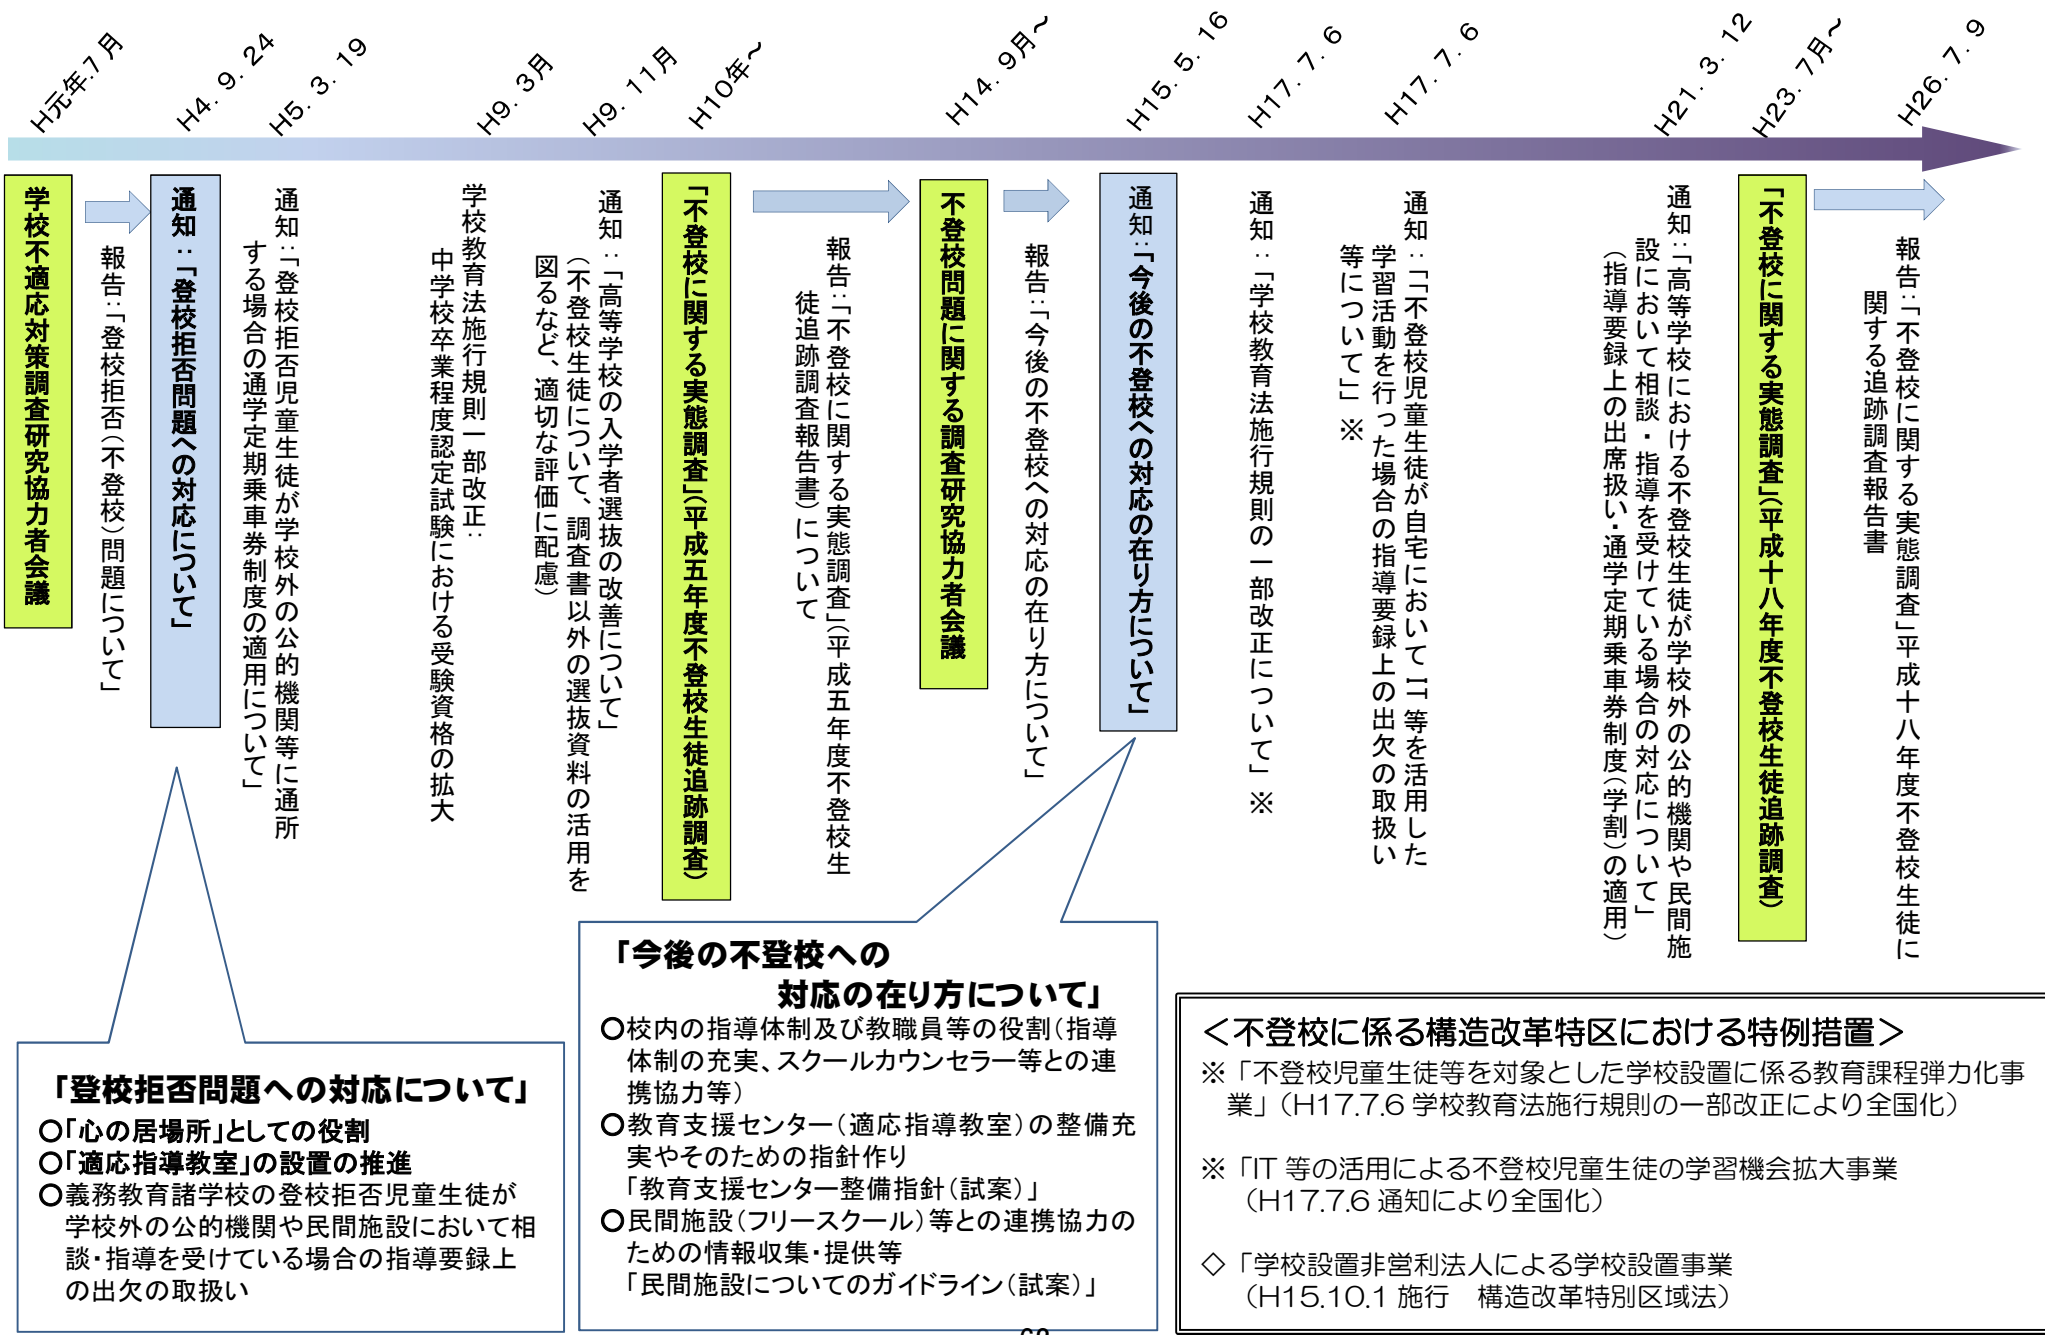 H元年.7月
H4. 9. 24
H5. 3. 19
H9. 3月
H9. 11月
H10年～
H14. 9月～
H15. 5. 16
H17. 7. 6
H17. 7. 6
H21. 3. 12
H23. 7月～
H26. 7. 9
学校不適応対策調査研究協力者会議
報告：「登校拒否（不登校）問題について」
通知：「登校拒否問題への対応について」
通知：「登校拒否児童生徒が学校外の公的機関等に通所
する場合の通学定期乗車券制度の適用について」
学校教育法施行規則一部改正：
中学校卒業程度認定試験における受験資格の拡大
通知：「高等学校の入学者選抜の改善について」
（不登校生徒について、調査書以外の選抜資料の活用を
図るなど、適切な評価に配慮）
「不登校に関する実態調査」（平成五年度不登校生徒追跡調査）
報告：「不登校に関する実態調査」（平成五年度不登校生
徒追跡調査報告書）について
不登校問題に関する調査研究協力者会議
報告：「今後の不登校への対応の在り方について」
通知：「今後の不登校への対応の在り方について」
通知：「学校教育法施行規則の一部改正について」※
通知：「「不登校児童生徒が自宅においてIT等を活用した
学習活動を行った場合の指導要録上の出欠の取扱い
等について」※
通知：「高等学校における不登校生徒が学校外の公的機関や民間施
設において相談・指導を受けている場合の対応について」
（指導要録上の出席扱い・通学定期乗車券制度（学割）の適用）
「不登校に関する実態調査」（平成十八年度不登校生徒追跡調査）
報告：「不登校に関する実態調査」平成十八年度不登校生徒に
関する追跡調査報告書
「登校拒否問題への対応について」
○「心の居場所」としての役割
○「適応指導教室」の設置の推進
○義務教育諸学校の登校拒否児童生徒が
学校外の公的機関や民間施設において相
談・指導を受けている場合の指導要録上
の出欠の取扱い
「今後の不登校への
対応の在り方について」
○校内の指導体制及び教職員等の役割（指導
体制の充実、スクールカウンセラー等との連
携協力等）
○教育支援センター（適応指導教室）の整備充
実やそのための指針作り
「教育支援センター整備指針（試案）」
○民間施設（フリースクール）等との連携協力の
ための情報収集・提供等
「民間施設についてのガイドライン（試案）」
＜不登校に係る構造改革特区における特例措置＞
※「不登校児童生徒等を対象とした学校設置に係る教育課程弾力化事
業」（H17.7.6 学校教育法施行規則の一部改正により全国化）
※「IT 等の活用による不登校児童生徒の学習機会拡大事業
（H17.7.6 通知により全国化）
◇「学校設置非営利法人による学校設置事業
（H15.10.1 施行　構造改革特別区域法）